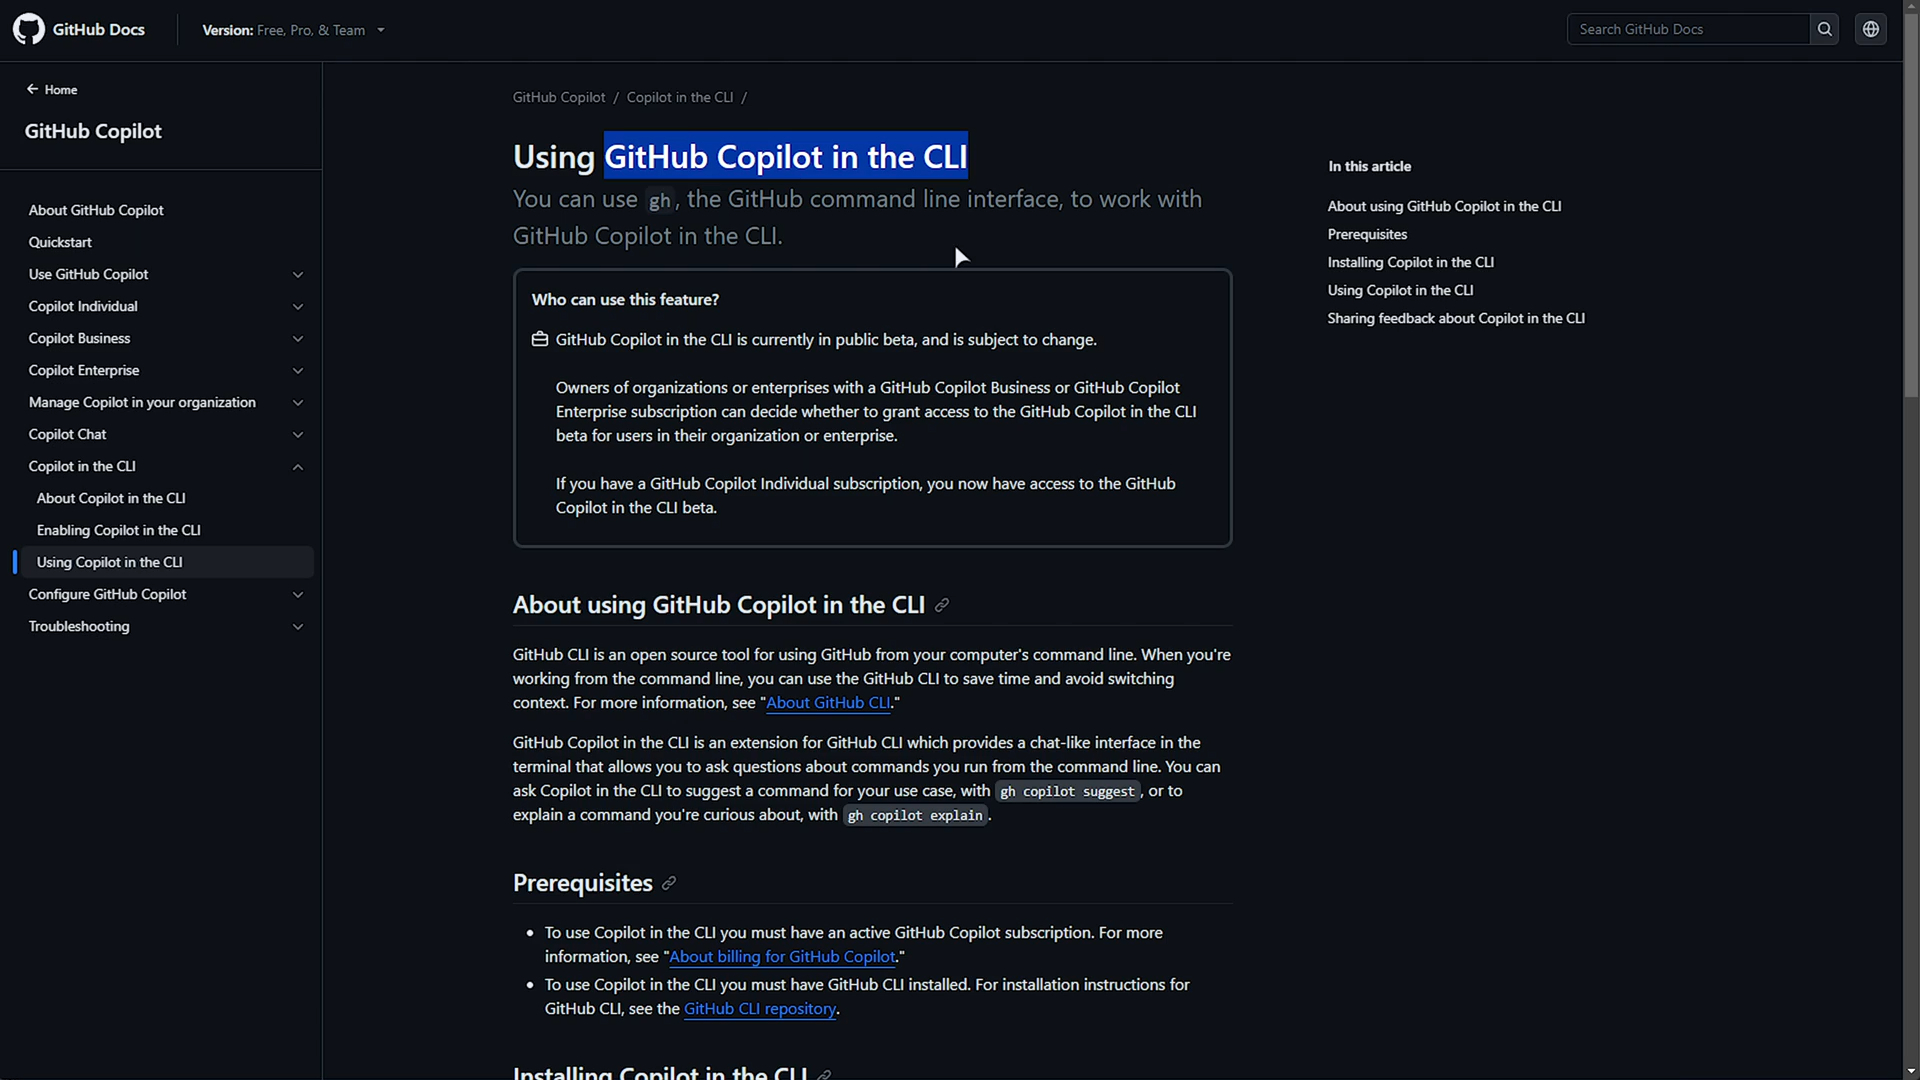 GitHub Docs
Version: Free, Pro, & Team
Search GitHub Docs
Home
GitHub Copilot
About GitHub Copilot
Quickstart
Use GitHub Copilot
Copilot Individual
Copilot Business
Copilot Enterprise
Manage Copilot in your organization
Copilot Chat
Copilot in the CLI
About Copilot in the CLI
Enabling Copilot in the CLI
Using Copilot in the CLI
Configure GitHub Copilot
Troubleshooting
GitHub Copilot / Copilot in the CLI /
Using GitHub Copilot in the CLI
You can use gh, the GitHub command line interface, to work with
GitHub Copilot in the CLI.
Who can use this feature?
GitHub Copilot in the CLI is currently in public beta, and is subject to change.
Owners of organizations or enterprises with a GitHub Copilot Business or GitHub Copilot
Enterprise subscription can decide whether to grant access to the GitHub Copilot in the CLI
beta for users in their organization or enterprise.
If you have a GitHub Copilot Individual subscription, you now have access to the GitHub
Copilot in the CLI beta.
About using GitHub Copilot in the CLI
GitHub CLI is an open source tool for using GitHub from your computer's command line. When you're
working from the command line, you can use the GitHub CLI to save time and avoid switching
context. For more information, see "About GitHub CLI."
GitHub Copilot in the CLI is an extension for GitHub CLI which provides a chat-like interface in the
terminal that allows you to ask questions about commands you run from the command line. You can
ask Copilot in the CLI to suggest a command for your use case, with gh copilot suggest, or to
explain a command you're curious about, with gh copilot explain.
Prerequisites
• To use Copilot in the CLI you must have an active GitHub Copilot subscription. For more
information, see "About billing for GitHub Copilot."
• To use Copilot in the CLI you must have GitHub CLI installed. For installation instructions for
GitHub CLI, see the GitHub CLI repository.
Installing Copilot in the CLI
In this article
About using GitHub Copilot in the CLI
Prerequisites
Installing Copilot in the CLI
Using Copilot in the CLI
Sharing feedback about Copilot in the CLI